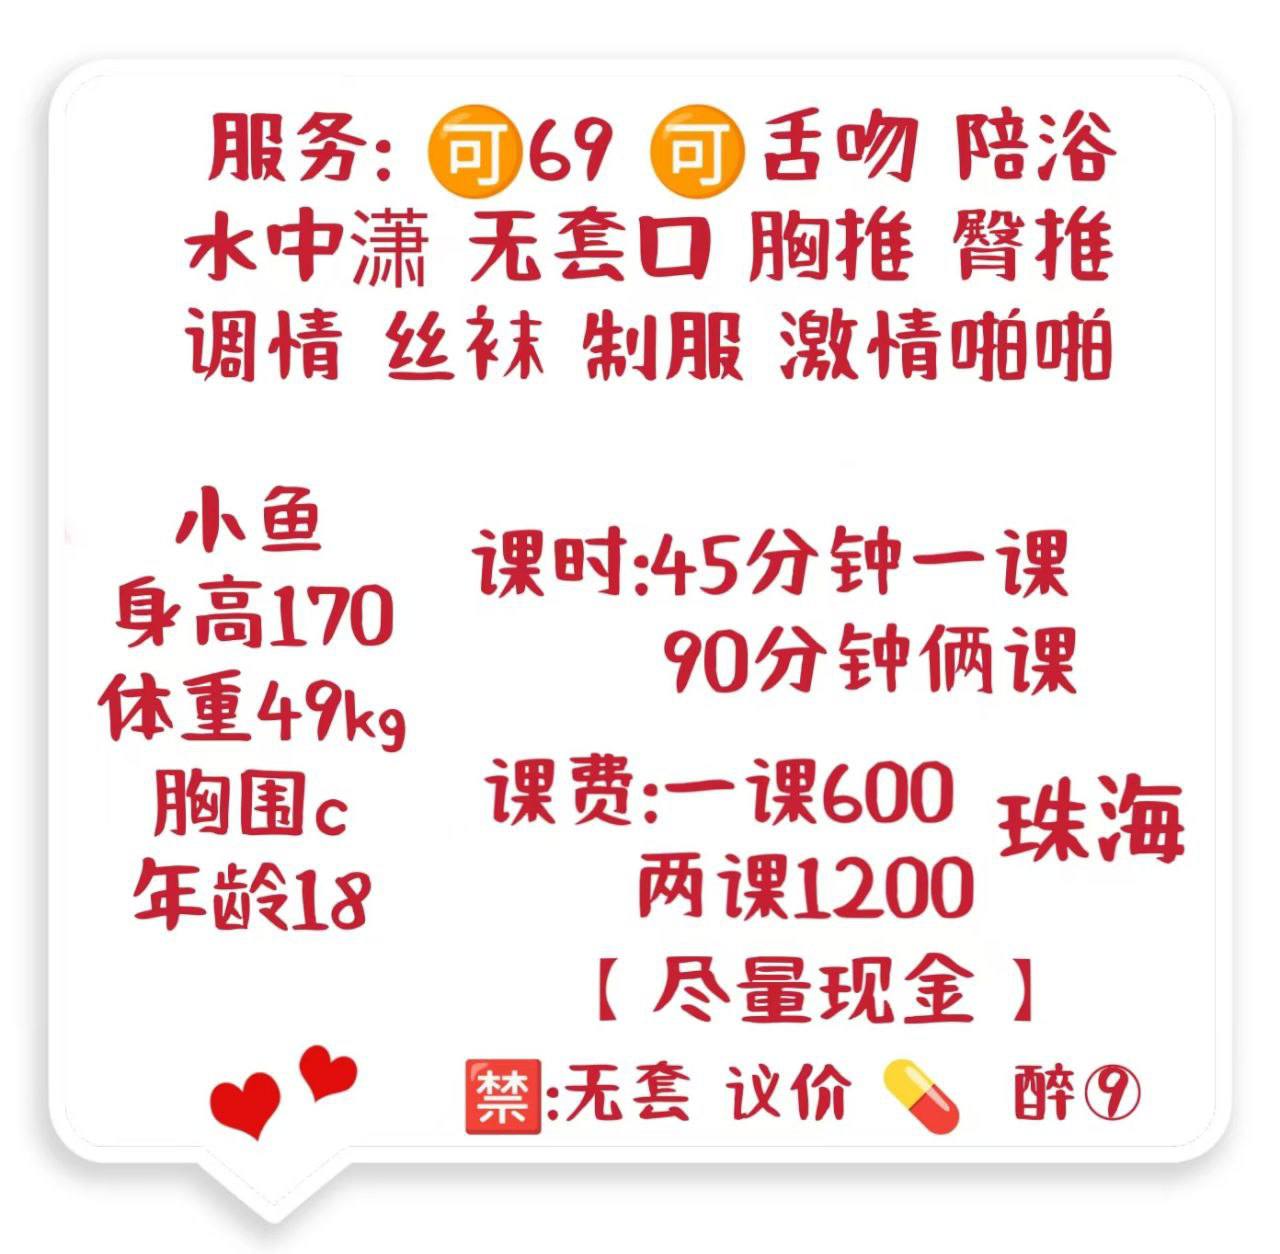 服务: 🉑69 🉑舌吻 陪浴
水中潇 无套口 胸推 臀推
调情 丝袜 制服 激情啪啪
小鱼
身高170
体重49kg
胸围c
年龄18
课时:45分钟一课
90分钟俩课
课费:一课600
两课1200
珠海
【 尽量现金 】
🈲:无套 议价 💊 醉⑨